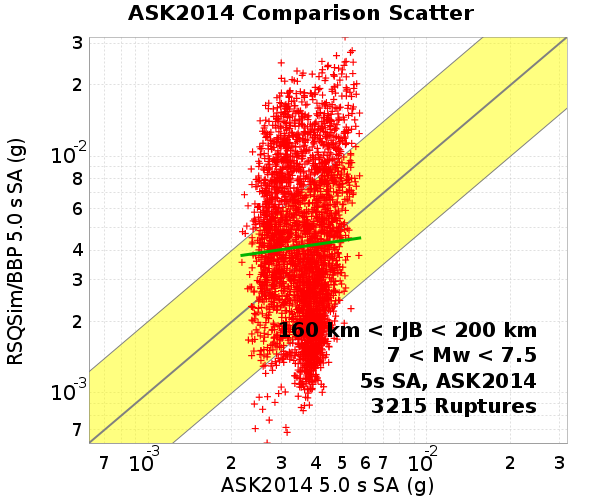 ASK2014 Comparison Scatter
RSQSim/BBP 5.0 s SA (g)
3
2
10-2
8
6
4
3
2
10-3
7
160 km < rJB < 200 km
7 < Mw < 7.5
5s SA, ASK2014
3215 Ruptures
7 10-3 2 3 4 5 6 7 10-2 2 3
ASK2014 5.0 s SA (g)